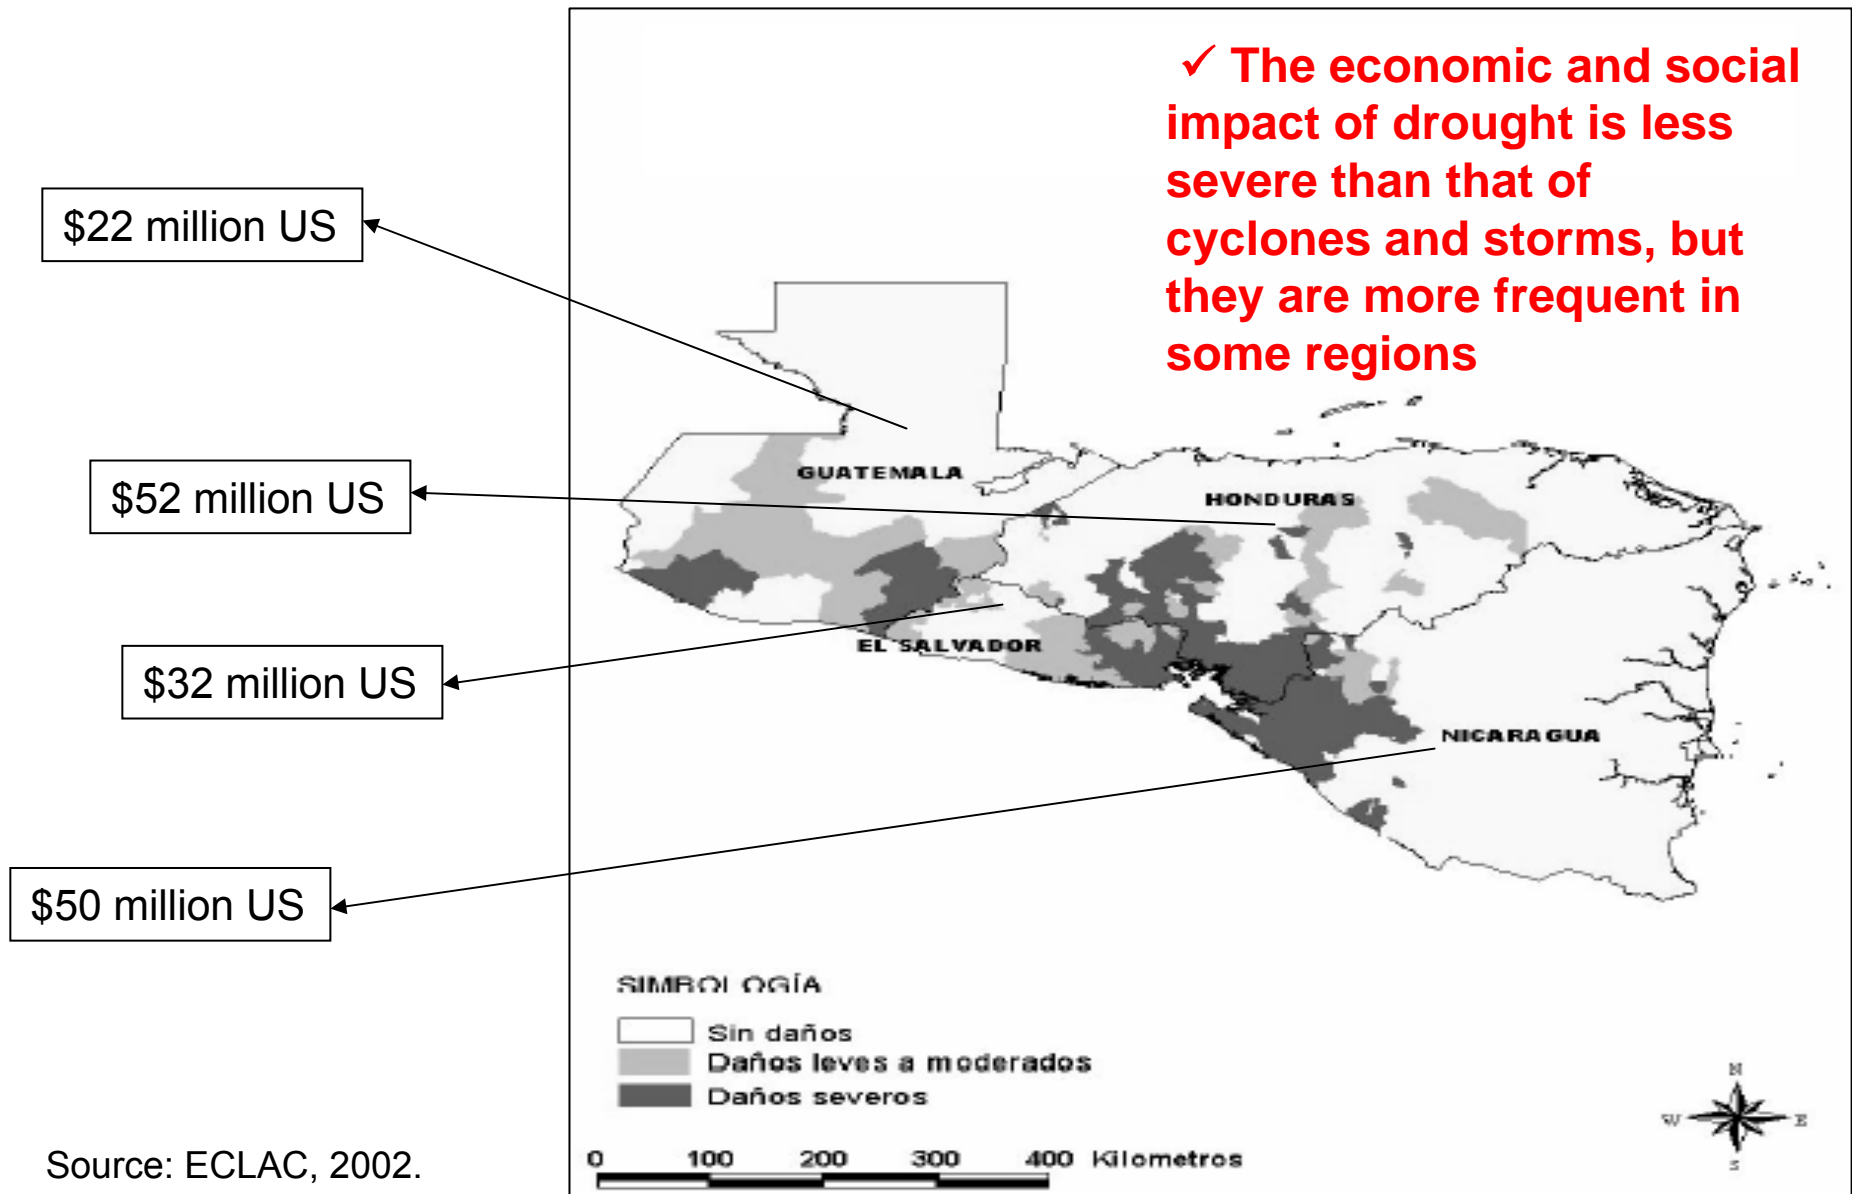 ✓ The economic and social
impact of drought is less
severe than that of
cyclones and storms, but
they are more frequent in
some regions
$22 million US
$52 million US
$32 million US
$50 million US
GUATEMALA
HONDURAS
EL SALVADOR
NICARAGUA
SIMBOLOGÍA
Sin daños
Daños leves a moderados
Daños severos
0 100 200 300 400 Kilometros
N
W E
S
Source: ECLAC, 2002.